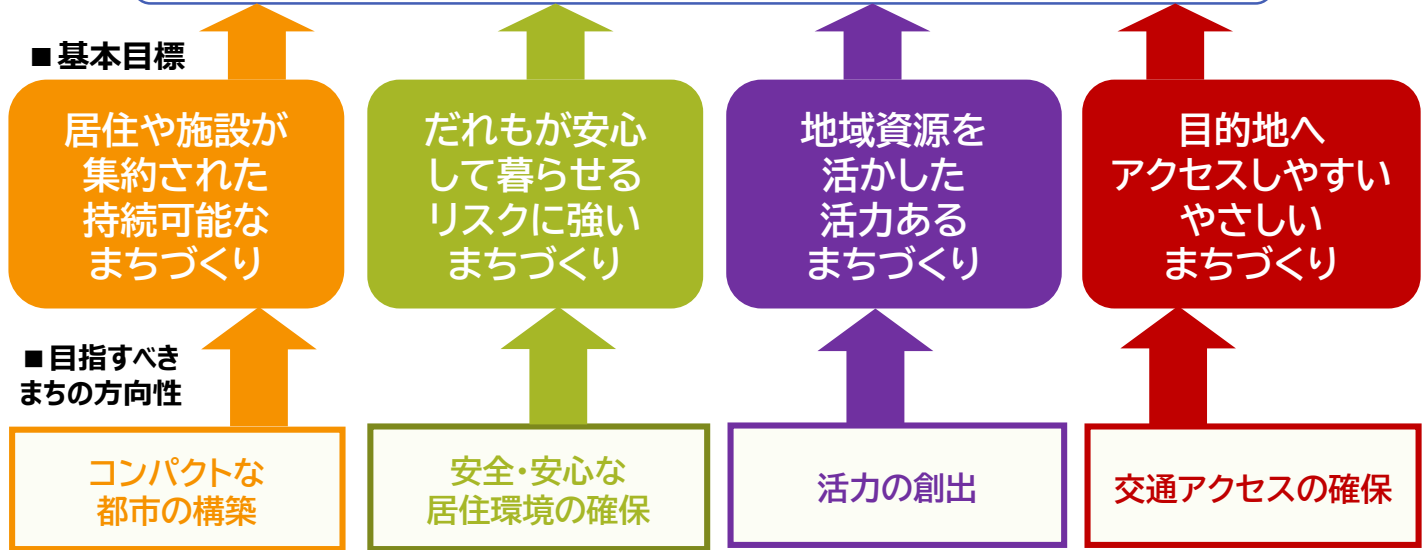 ■基本目標
居住や施設が
集約された
持続可能な
まちづくり
だれもが安心
して暮らせる
リスクに強い
まちづくり
地域資源を
活かした
活力ある
まちづくり
目的地へ
アクセスしやすい
やさしい
まちづくり
■目指すべき
まちの方向性
コンパクトな
都市の構築
安全・安心な
居住環境の確保
活力の創出
交通アクセスの確保